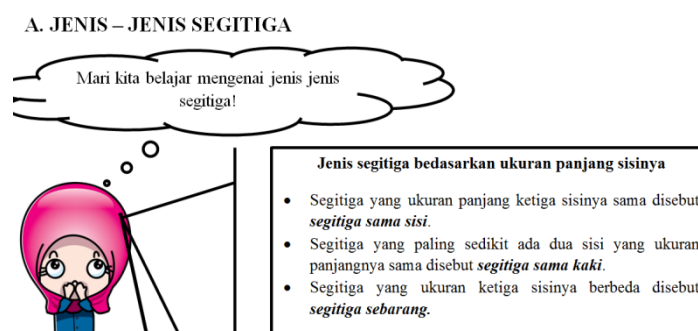 A. JENIS – JENIS SEGITIGA
Mari kita belajar mengenai jenis jenis
segitiga!
Jenis segitiga bedasarkan ukuran panjang sisinya
• Segitiga yang ukuran panjang ketiga sisinya sama disebut
segitiga sama sisi.
• Segitiga yang paling sedikit ada dua sisi yang ukuran
panjangnya sama disebut segitiga sama kaki.
• Segitiga yang ukuran ketiga sisinya berbeda disebut
segitiga sebarang.